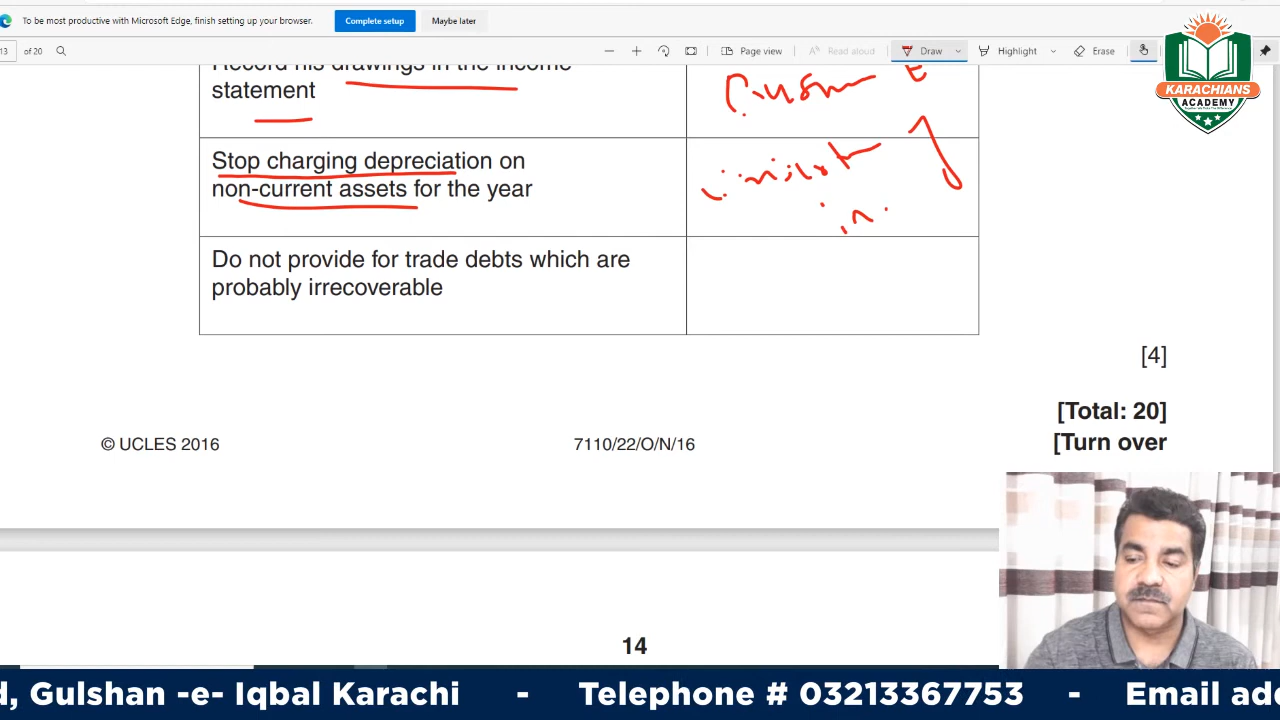 To be most productive with Microsoft Edge, finish setting up your browser.
Complete setup
Maybe later
13
of 20
Page view
Read aloud
Draw
Highlight
Erase
KARACHIANS
ACADEMY
Record his drawings in the income
statement
Stop charging depreciation on
non-current assets for the year
Do not provide for trade debts which are
probably irrecoverable
[4]
[Total: 20]
© UCLES 2016
7110/22/O/N/16
[Turn over
14
d, Gulshan -e- Iqbal Karachi - Telephone # 03213367753 - Email add